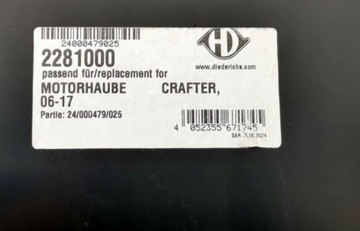 24000479025
2281000
HD
www.diederichs.com
passend für/replacement for
MOTORHAUBE CRAFTER,
06-17
Partie: 24/000479/025
4 052355 671745